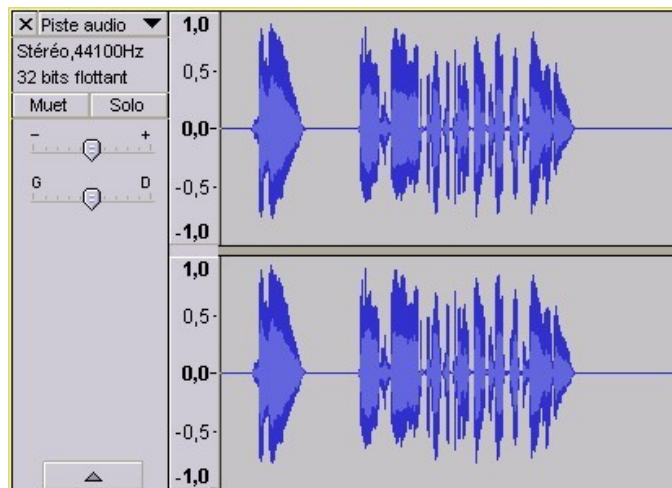 × Piste audio ▼
Stéréo,44100Hz
32 bits flottant
Muet Solo
- +
G D
1,0
0,5-
0,0-
-0,5-
-1,0
1,0
0,5-
0,0-
-0,5-
-1,0